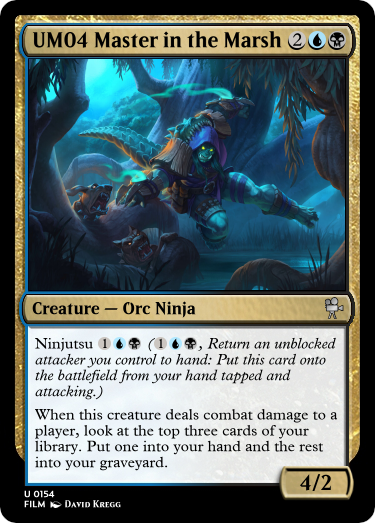 UM04 Master in the Marsh 2
Creature — Orc Ninja
Ninjutsu 1 (1, Return an unblocked
attacker you control to hand: Put this card onto
the battlefield from your hand tapped and
attacking.)
When this creature deals combat damage to a
player, look at the top three cards of your
library. Put one into your hand and the rest
into your graveyard.
4/2
U 0154
FILM David Kregg